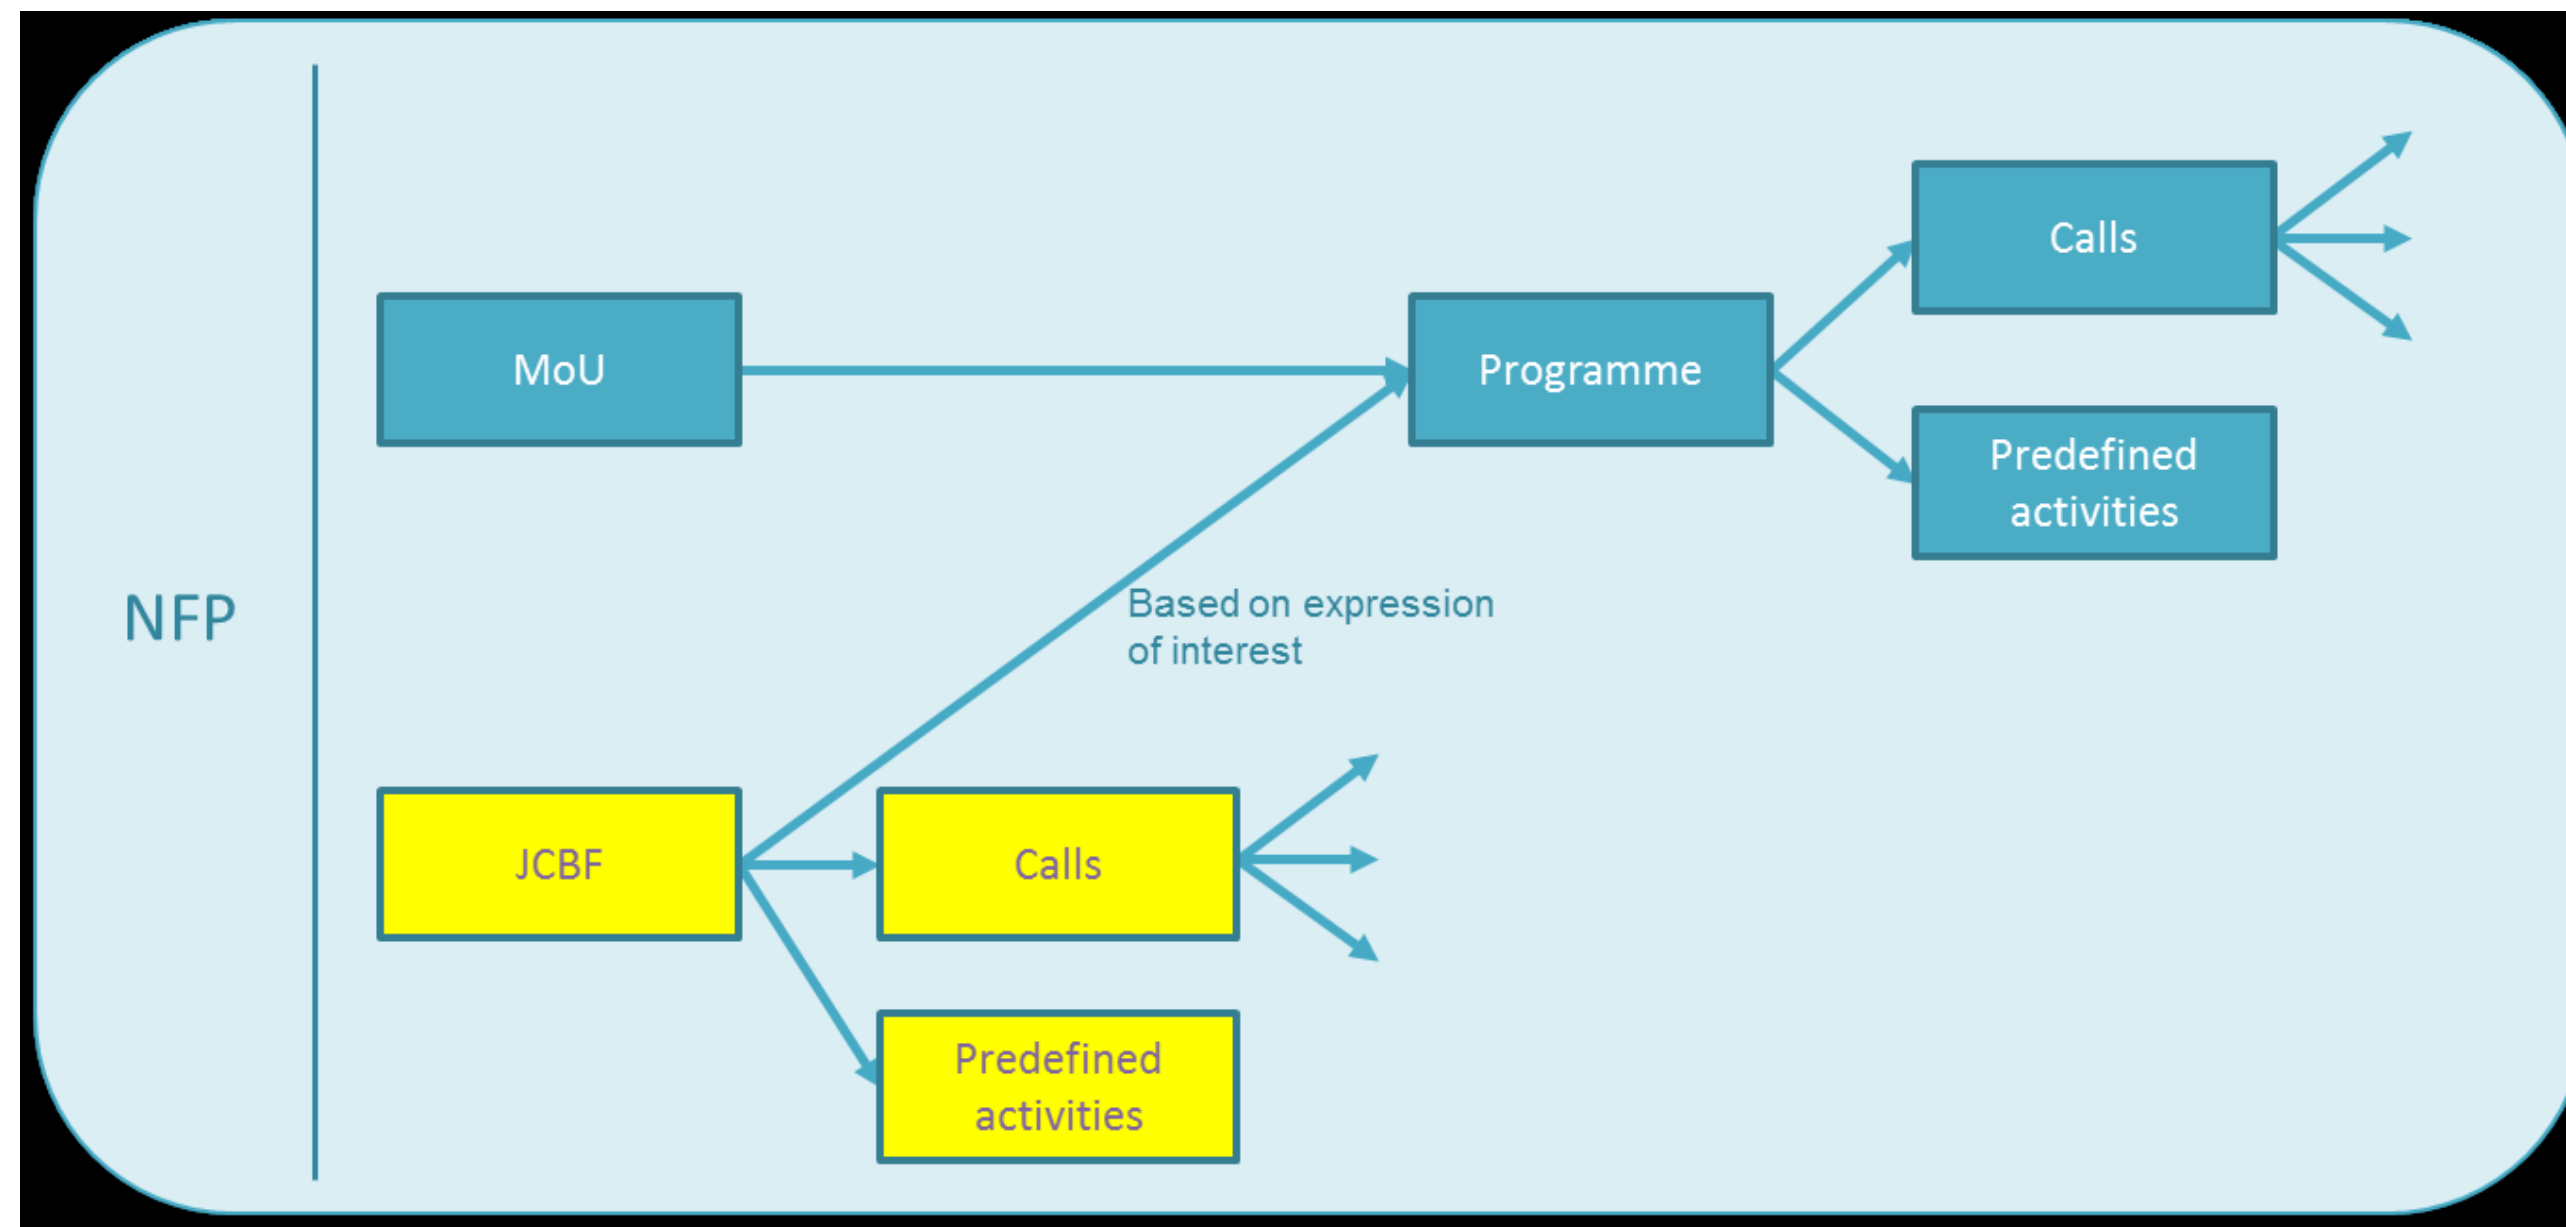 NFP
MoU
Programme
Calls
Predefined
activities
Based on expression
of interest
JCBF
Calls
Predefined
activities